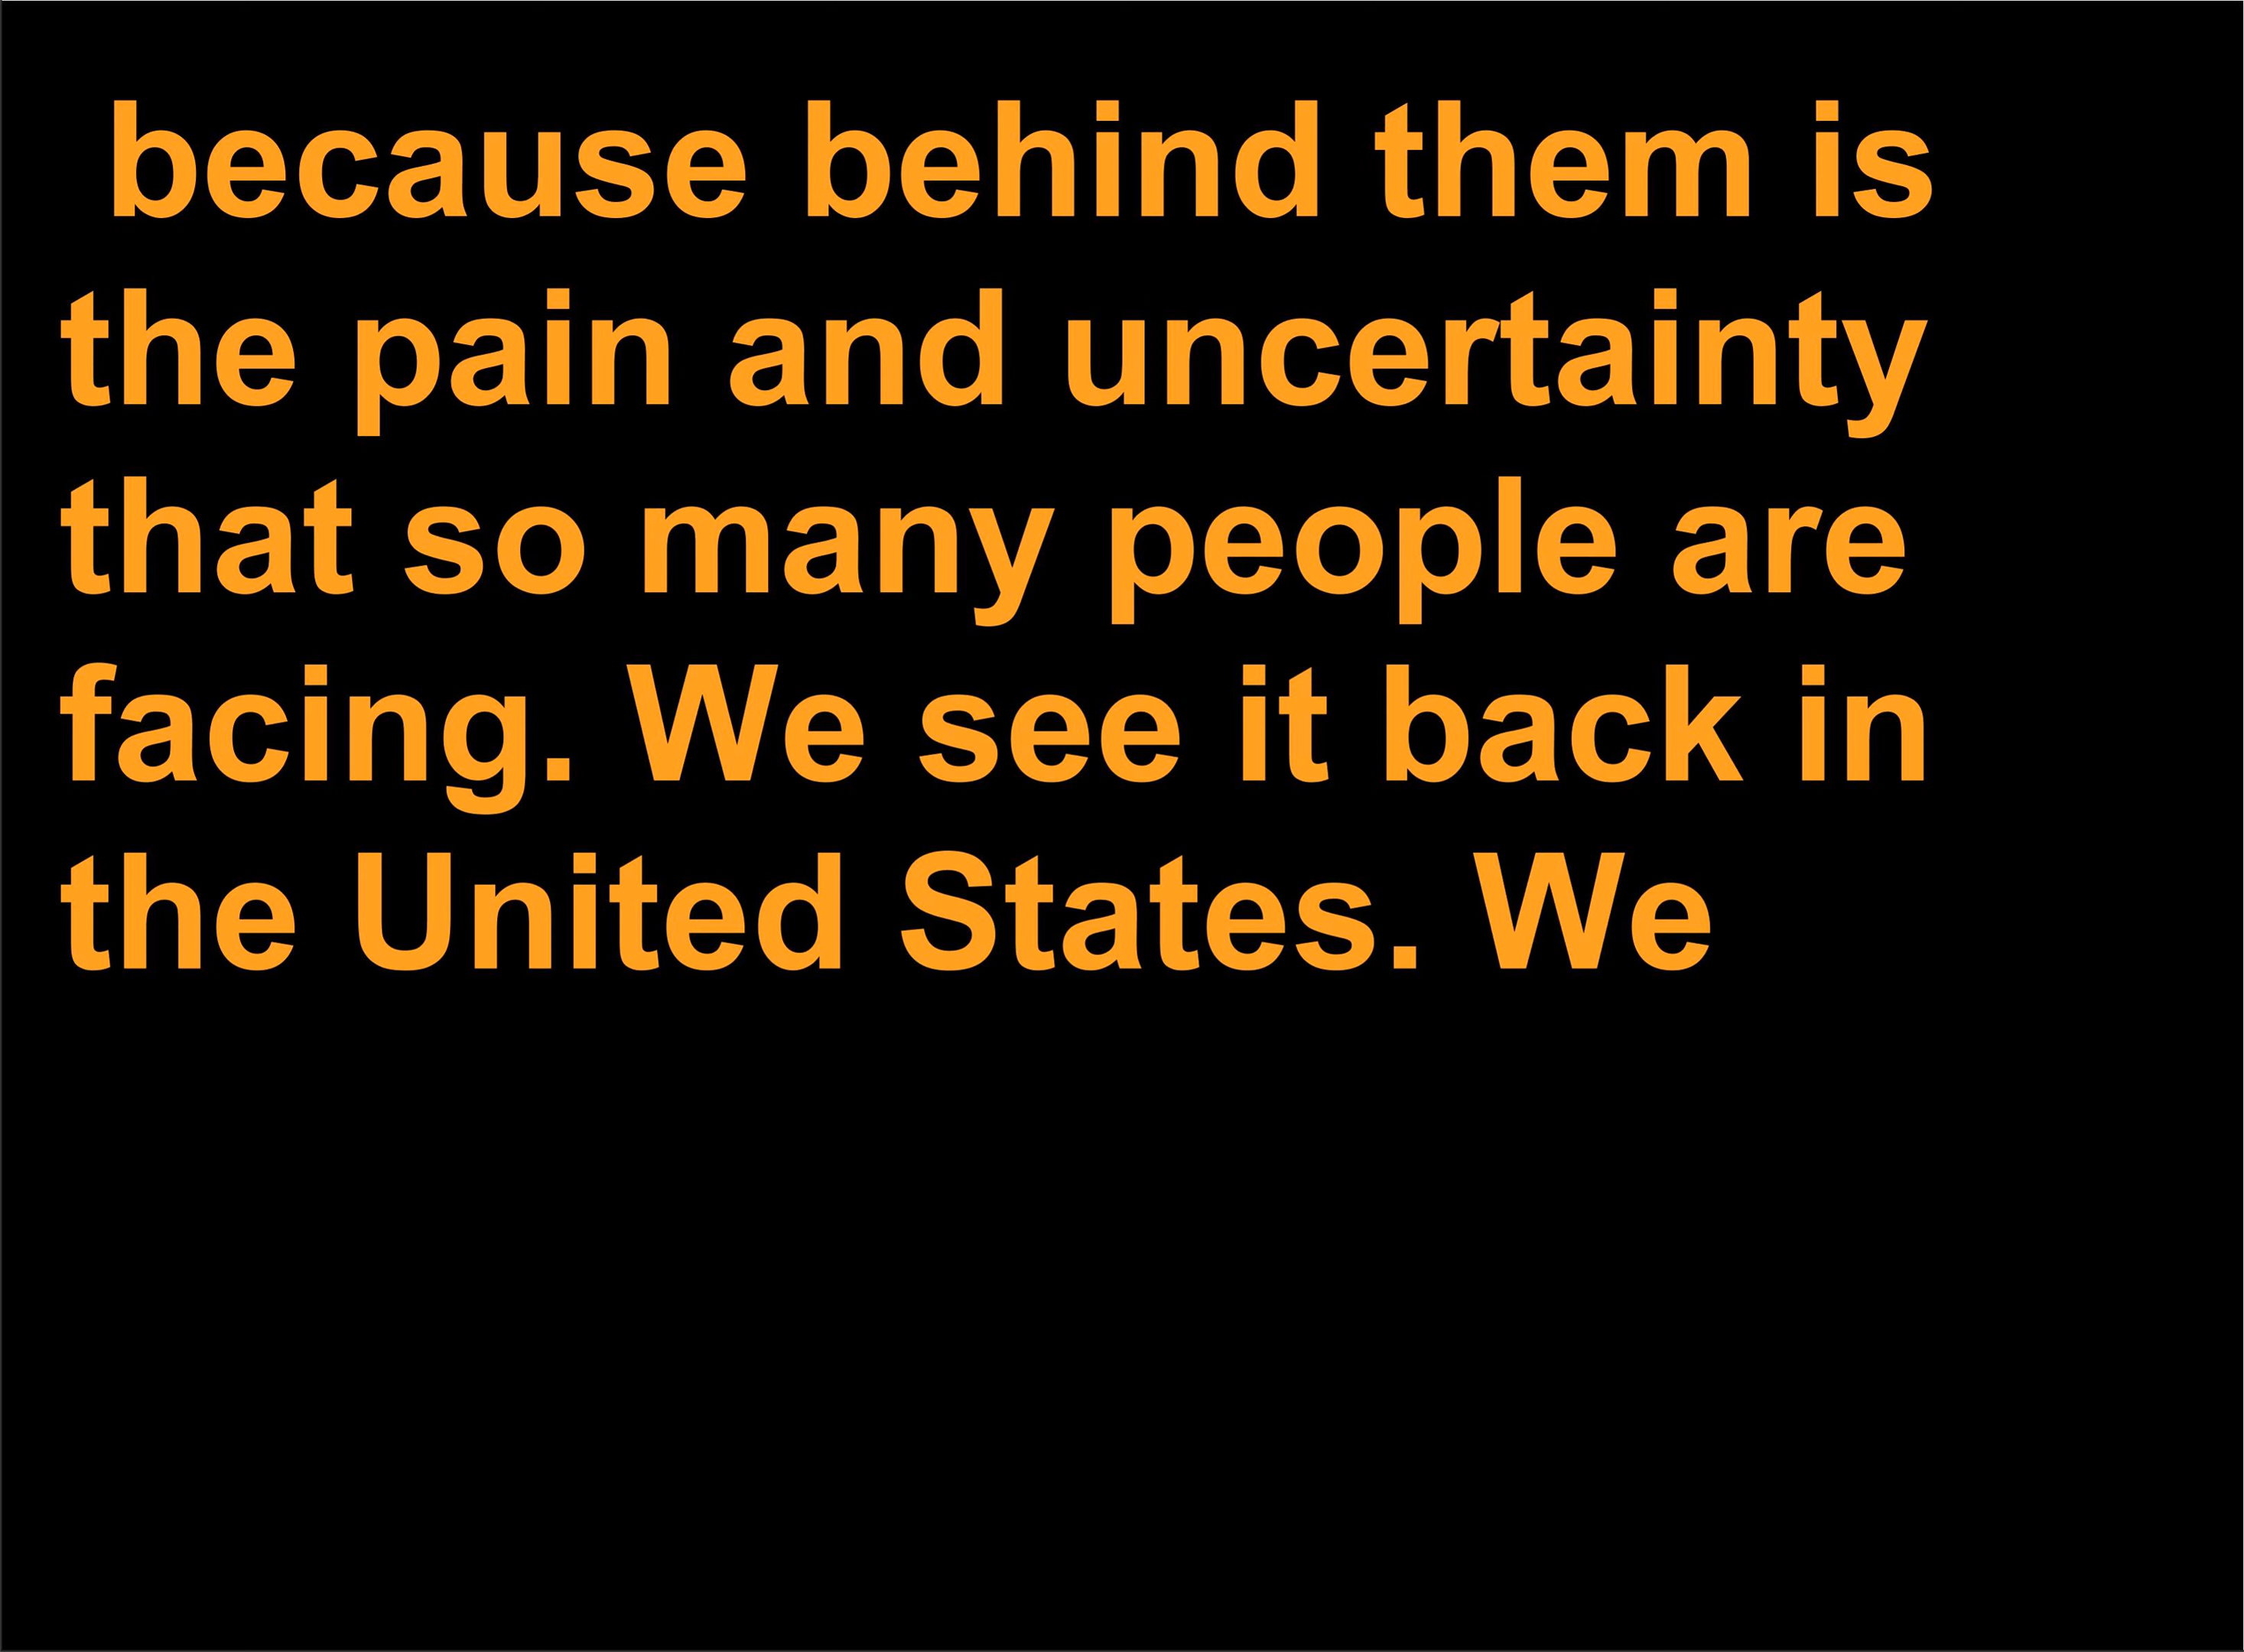 because behind them is
the pain and uncertainty
that so many people are
facing. We see it back in
the United States. We